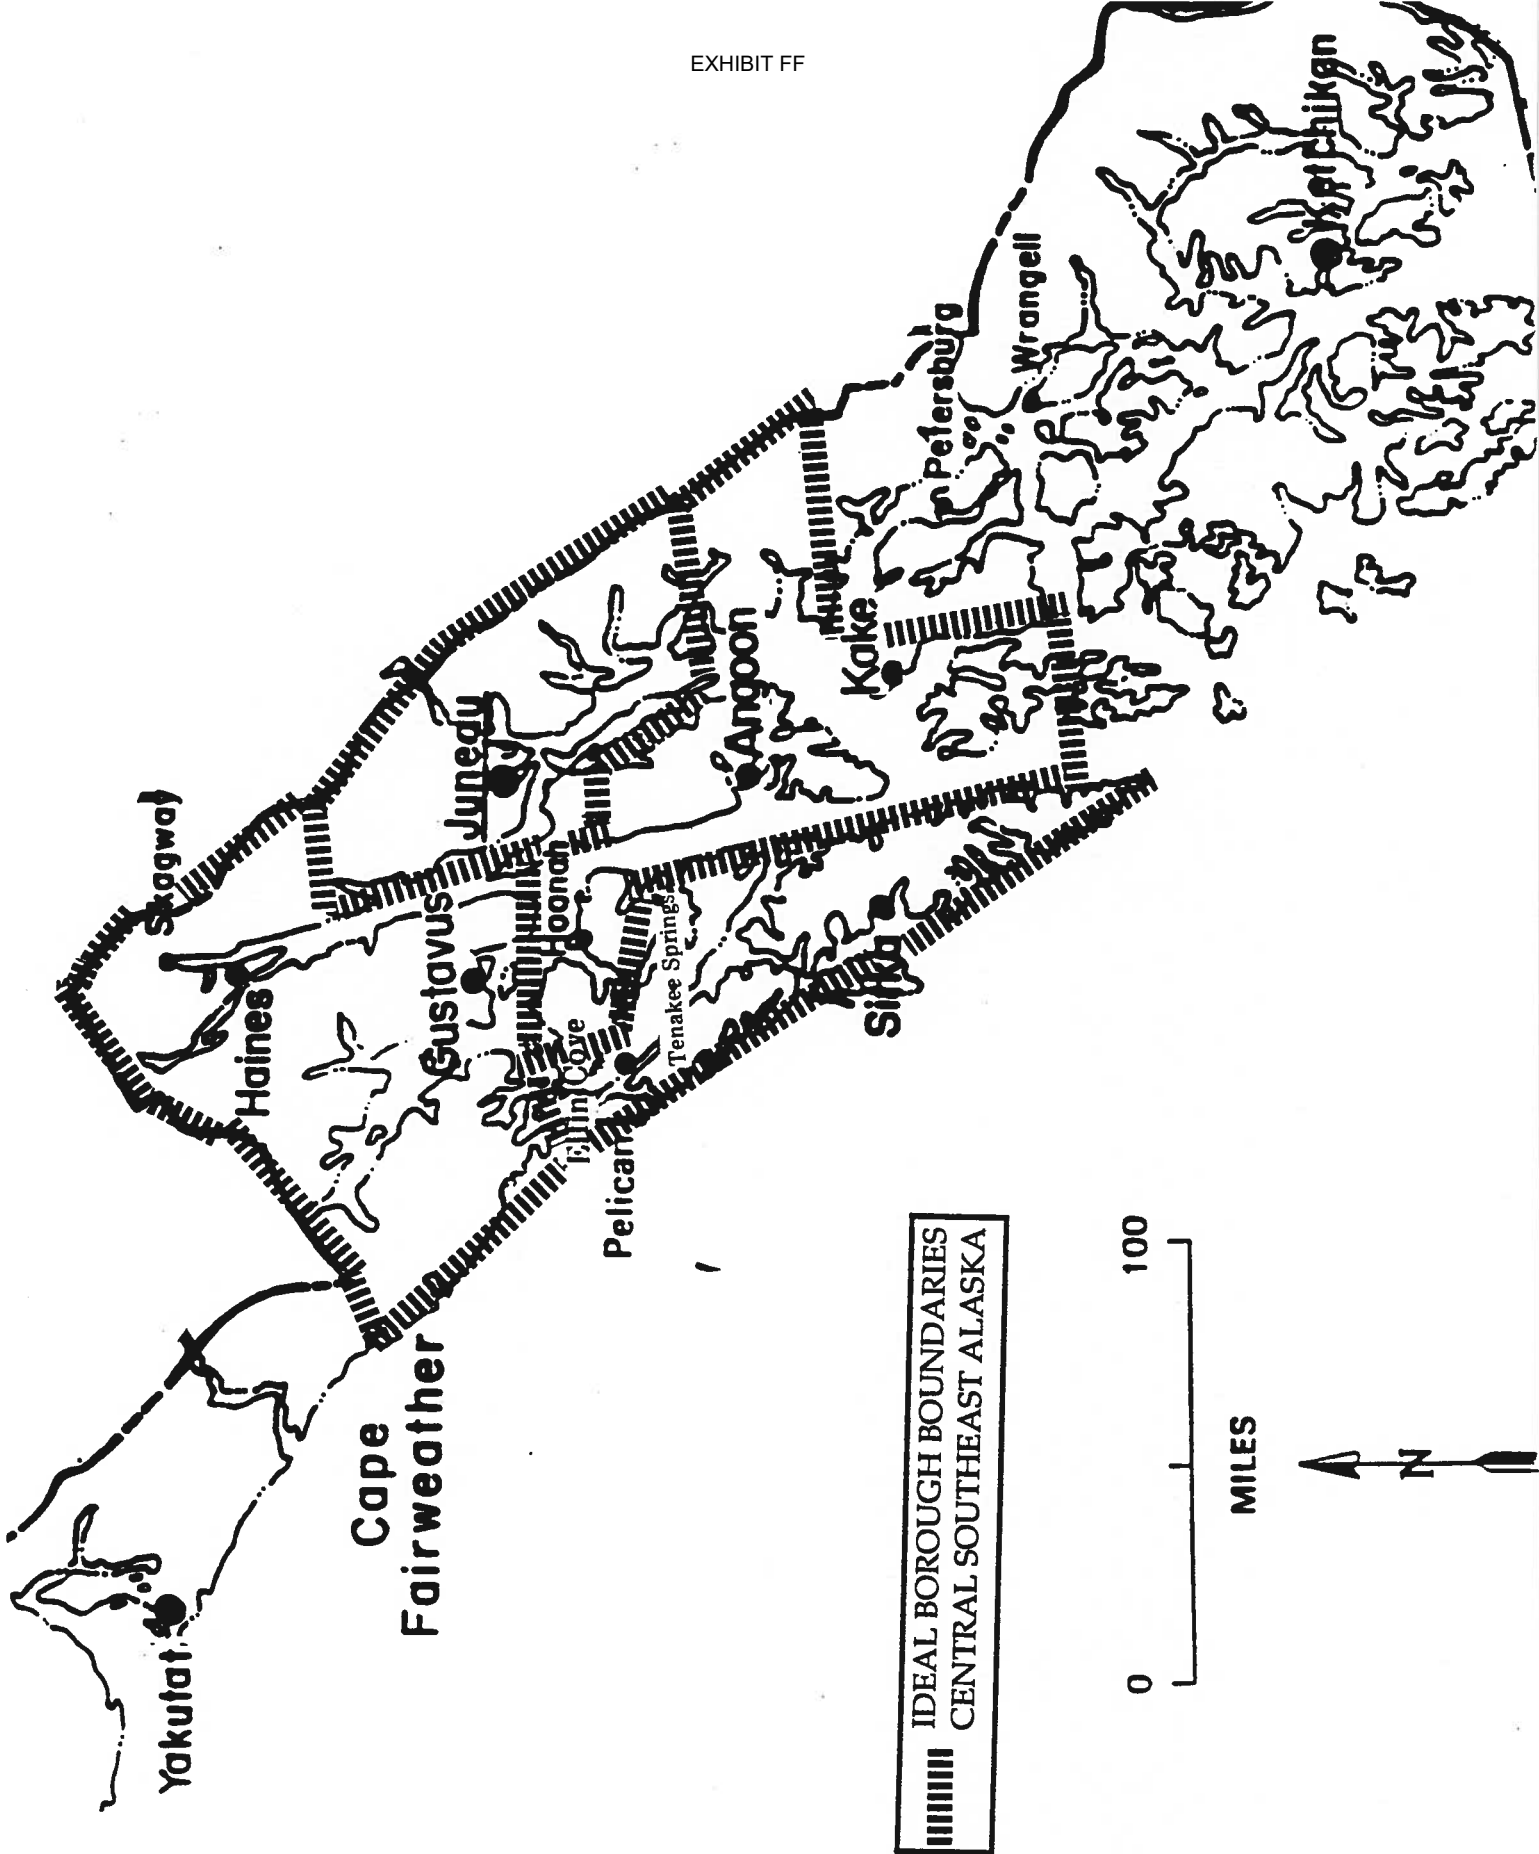 EXHIBIT FF
Skagway
Haines
Yakutat
Cape
Fairweather
Gustavus
Juneau
Hoonah
Elfin Cove
Pelican
Tenakee Springs
Angoon
Sitka
Kake
Petersburg
Wrangell
Ketchikan
IDEAL BOROUGH BOUNDARIES
CENTRAL SOUTHEAST ALASKA
0
100
MILES
N